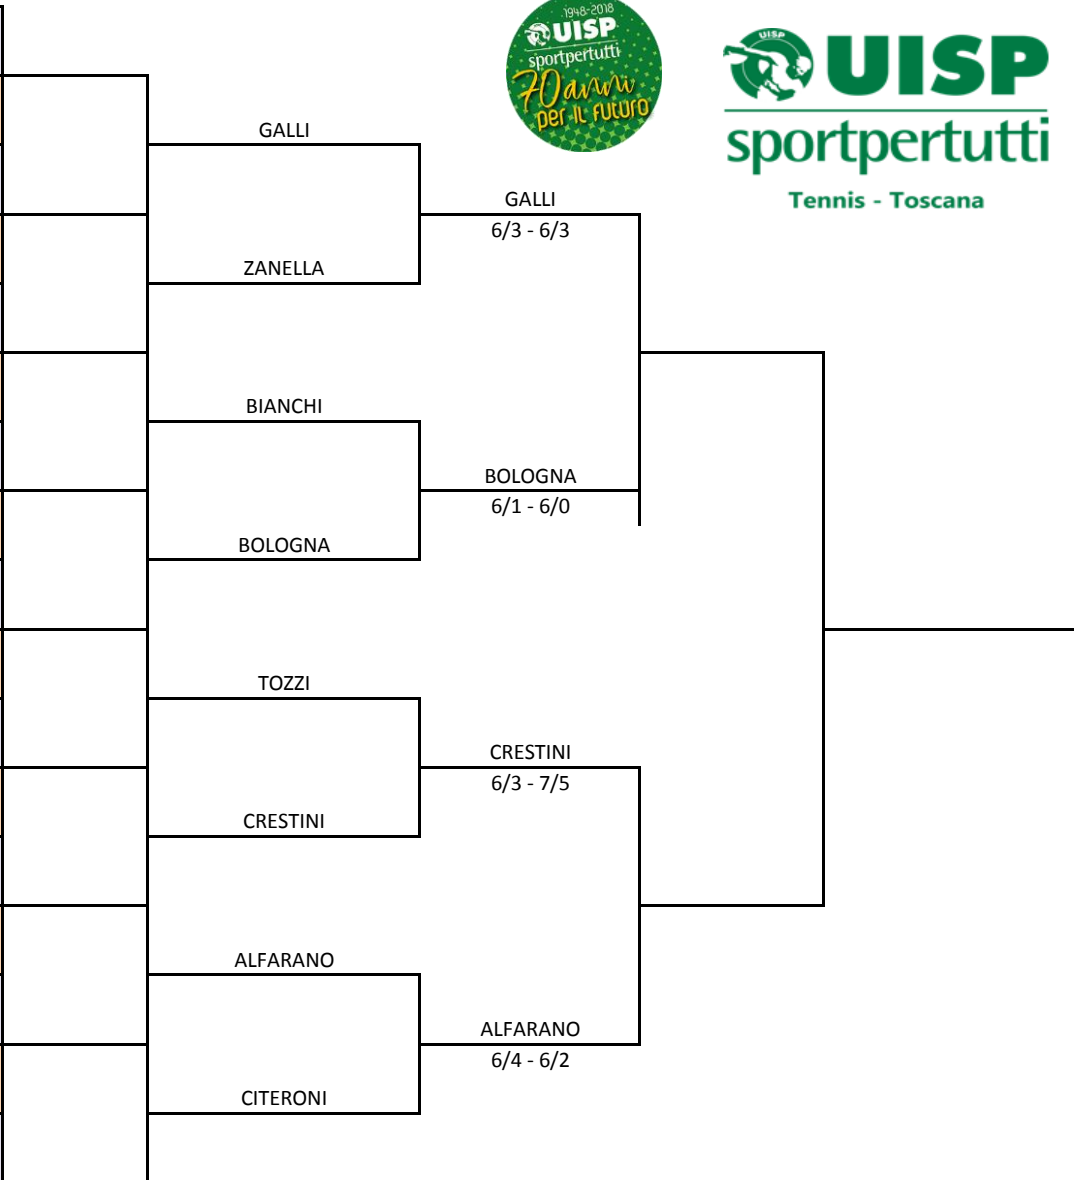 1948-2018
UISP
sportpertutti
70 anni
per il futuro
UISP
UISP
sportpertutti
Tennis - Toscana
GALLI
GALLI
6/3 - 6/3
ZANELLA
BIANCHI
BOLOGNA
6/1 - 6/0
BOLOGNA
TOZZI
CRESTINI
6/3 - 7/5
CRESTINI
ALFARANO
ALFARANO
6/4 - 6/2
CITERONI